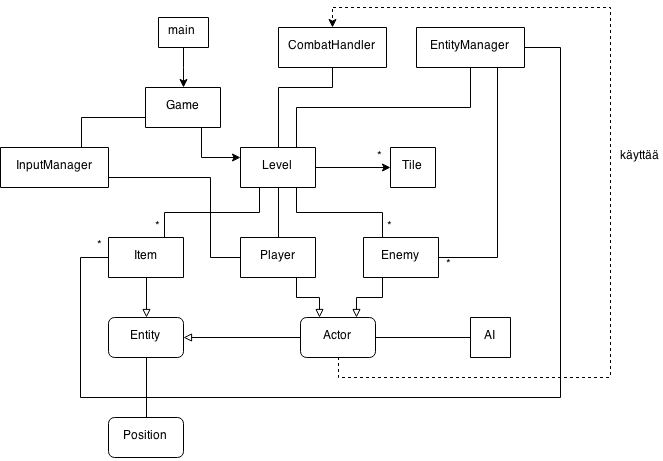 main
CombatHandler
EntityManager
Game
InputManager
Level
*
Tile
käyttää
*
*
*
Item
Player
Enemy
*
Entity
Actor
AI
Position